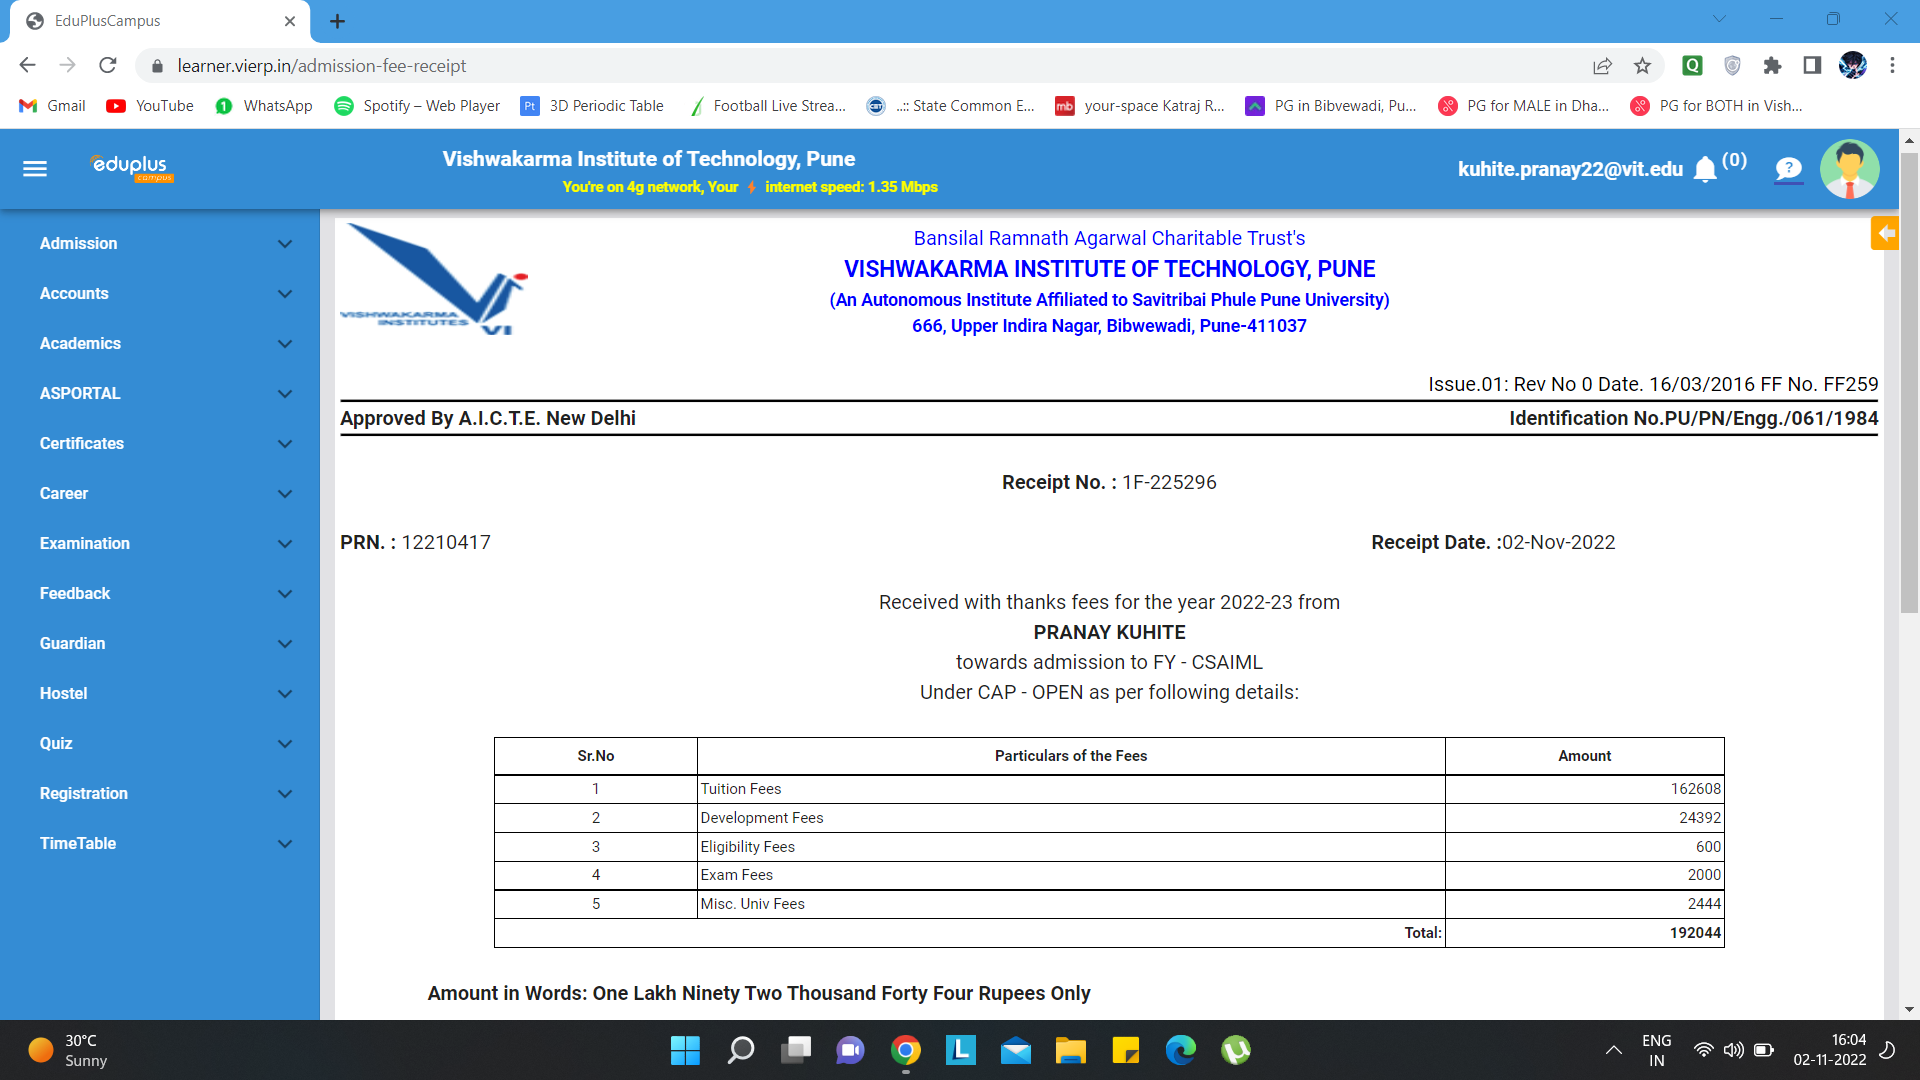 EduPlusCampus
learner.vierp.in/admission-fee-receipt
Gmail YouTube WhatsApp Spotify – Web Player Pt 3D Periodic Table Football Live Strea... ..:: State Common E... mb your-space Katraj R... PG in Bibvewadi, Pu... PG for MALE in Dha... PG for BOTH in Vish...
eduplus
campus
Vishwakarma Institute of Technology, Pune
You're on 4g network, Your internet speed: 1.35 Mbps
kuhite.pranay22@vit.edu (0)
Admission
Accounts
Academics
ASPORTAL
Certificates
Career
Examination
Feedback
Guardian
Hostel
Quiz
Registration
TimeTable
VISHWAKARMA
INSTITUTES VI
Bansilal Ramnath Agarwal Charitable Trust's
VISHWAKARMA INSTITUTE OF TECHNOLOGY, PUNE
(An Autonomous Institute Affiliated to Savitribai Phule Pune University)
666, Upper Indira Nagar, Bibwewadi, Pune-411037
Issue.01: Rev No 0 Date. 16/03/2016 FF No. FF259
Approved By A.I.C.T.E. New Delhi Identification No.PU/PN/Engg./061/1984
Receipt No. : 1F-225296
PRN. : 12210417 Receipt Date. :02-Nov-2022
Received with thanks fees for the year 2022-23 from
PRANAY KUHITE
towards admission to FY - CSAIML
Under CAP - OPEN as per following details:
Sr.No Particulars of the Fees Amount
1 Tuition Fees 162608
2 Development Fees 24392
3 Eligibility Fees 600
4 Exam Fees 2000
5 Misc. Univ Fees 2444
Total: 192044
Amount in Words: One Lakh Ninety Two Thousand Forty Four Rupees Only
30°C
Sunny
ENG
IN
16:04
02-11-2022